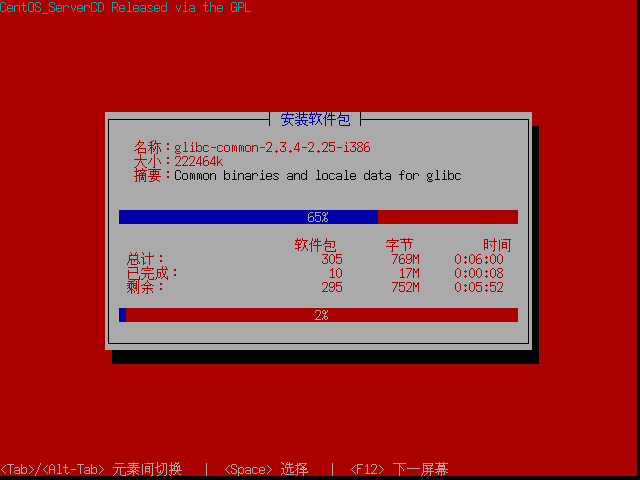 CentOS_ServerCD Released via the GPL
安装软件包
名称：glibc-common-2.3.4-2.25-i386
大小：222464k
摘要：Common binaries and locale data for glibc
65%
软件包 字节 时间
总计： 305 769M 0:06:00
已完成： 10 17M 0:00:08
剩余： 295 752M 0:05:52
2%
<Tab>/<Alt-Tab> 元素间切换 | <Space> 选择 | <F12> 下一屏幕